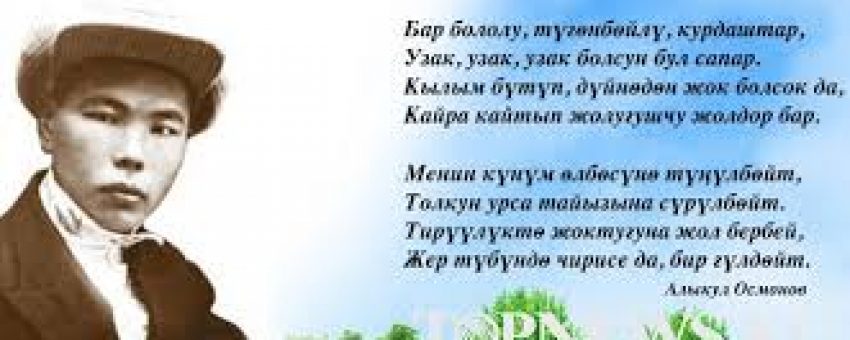 Бар бололу, түгөнбөйлү, курдаштар,
Узак, узак, узак болсун бул сапар.
Кылым бүтүп, дүйнөдөн жок болсок да,
Кайра кайтып жолугушчу жолдор бар.
Менин күнүм өлбөсүнө түңүлбөйт,
Толкун урса тайызына сүрүлбөйт.
Тирүүлүктө жоктугуна жол бербей,
Жер түбүндө чирисе да, бир гүлдөйт.
Алыкул Осмонов
TOPNEWS